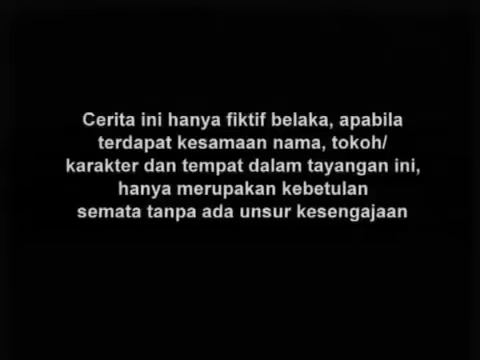 Cerita ini hanya fiktif belaka, apabila
terdapat kesamaan nama, tokoh/
karakter dan tempat dalam tayangan ini,
hanya merupakan kebetulan
semata tanpa ada unsur kesengajaan